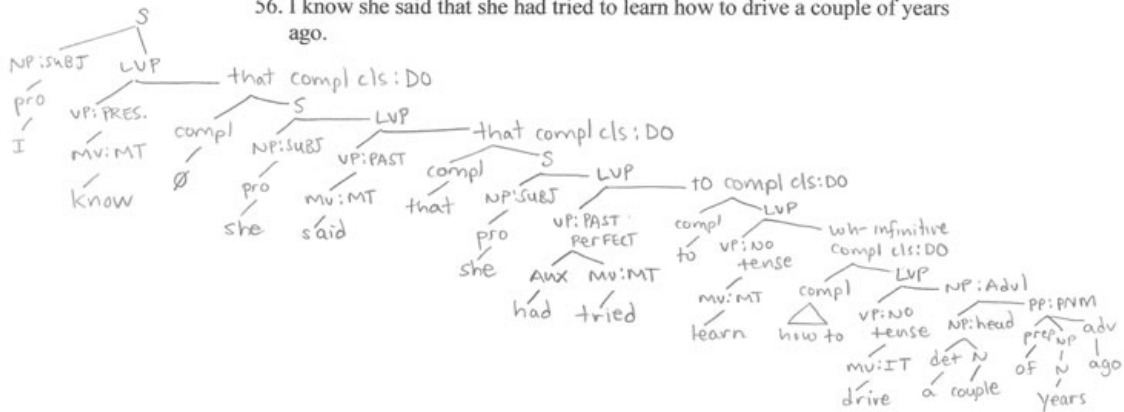 56. I know she said that she had tried to learn how to drive a couple of years
ago.
S
NP:SUBJ LVP
that compl cls:DO
pro VP:PRES. compl S LVP
I MV:MT Ø NP:SUBJ VP:PAST that compl cls:DO
know pro MV:MT compl S LVP
she said that NP:SUBJ VP:PAST to compl cls:DO
pro PERFECT compl LVP
she Aux MV:MT to VP:NO wh-infinitive
had tried tense compl cls:DO
MV:MT compl LVP NP:Advl
learn how to VP:NO NP:head PP:PNM
tense det N prep NP adv
MV:IT a couple of N ago
drive years